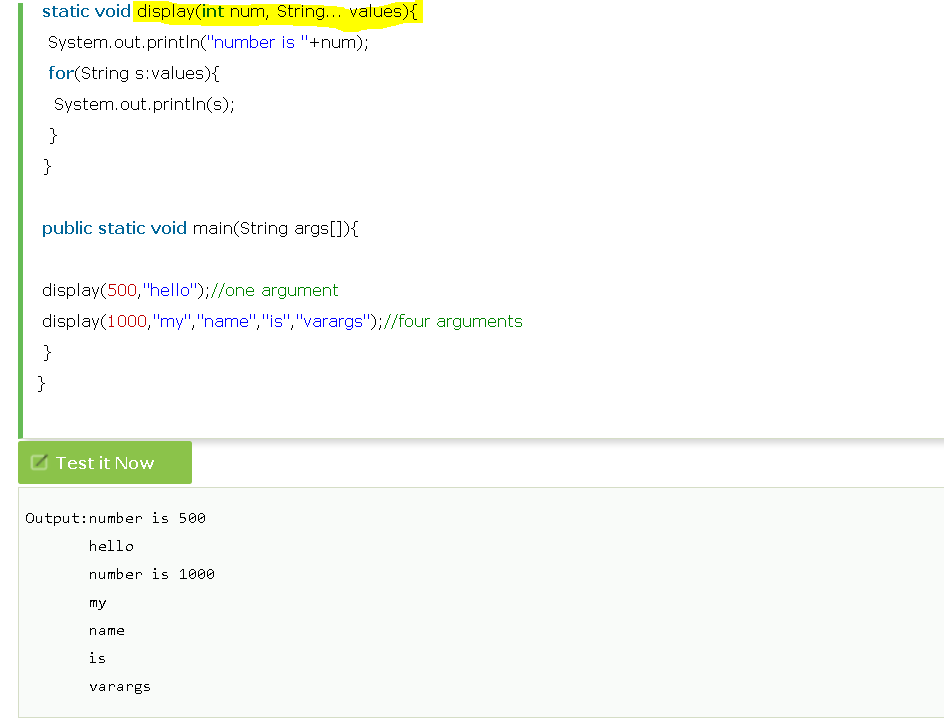 static void display(int num, String... values){
System.out.println("number is "+num);
for(String s:values){
System.out.println(s);
}
}
public static void main(String args[]){
display(500,"hello");//one argument
display(1000,"my","name","is","varargs");//four arguments
}
}
Test it Now
Output:number is 500
hello
number is 1000
my
name
is
varargs